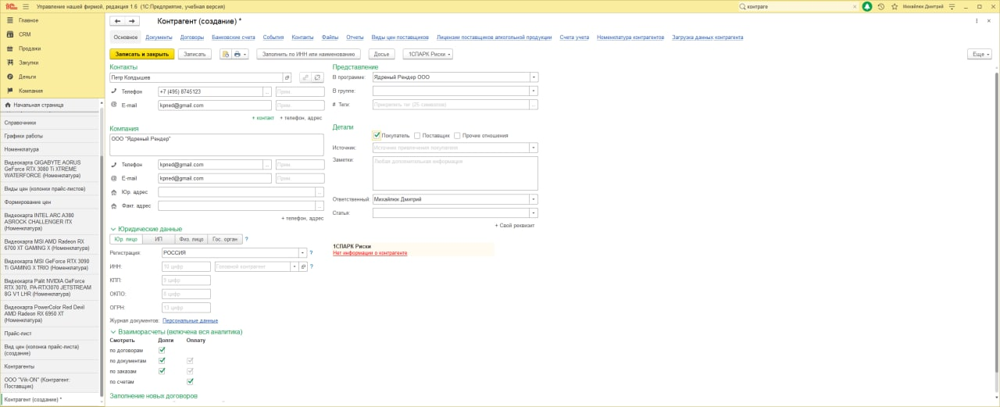 1С Управление нашей фирмой, редакция 1.6 (1С:Предприятие, учебная версия) контраге Михайлюк Дмитрий
Главное
CRM
Продажи
Закупки
Деньги
Компания
Начальная страница
Справочники
Графики работы
Номенклатура
Видеокарта GIGABYTE AORUS
GeForce RTX 3080 Ti XTREME
WATERFORCE (Номенклатура)
Виды цен (колонки прайс-листов)
Формирование цен
Видеокарта INTEL ARC A380
ASROCK CHALLENGER ITX
(Номенклатура)
Видеокарта MSI AMD Radeon RX
6700 XT GAMING X (Номенклатура)
Видеокарта MSI GeForce RTX 3090
Ti GAMING X TRIO (Номенклатура)
Видеокарта Palit NVIDIA GeForce
RTX 3070, PA-RTX3070 JETSTREAM
8G V1 LHR (Номенклатура)
Видеокарта PowerColor Red Devil
AMD Radeon RX 6950 XT
(Номенклатура)
Прайс-лист
Вид цен (колонка прайс-листа)
(создание)
Контрагенты
ООО "Vik-ON" (Контрагент:
Поставщик)
Контрагент (создание) *
Контрагент (создание) *
Основное Документы Договоры Банковские счета События Контакты Файлы Отчеты Виды цен поставщиков Лицензии поставщиков алкогольной продукции Счета учета Номенклатура контрагентов Загрузка данных контрагента
Записать и закрыть Записать Заполнить по ИНН или наименованию Досье 1СПАРК Риски Еще
Контакты
Петр Колдышев
Телефон +7 (495) 8745123 ... Прим.
@ E-mail kpned@gmail.com Прим.
+ контакт + телефон, адрес
Компания
ООО "Ядреный Рендер"
Телефон kpned@gmail.com ... Прим.
@ E-mail kpned@gmail.com Прим.
Юр. адрес ...
Факт. адрес ...
+ телефон, адрес
Юридические данные
Юр. лицо ИП Физ. лицо Гос. орган ?
Регистрация: РОССИЯ ?
ИНН: 10 цифр Головной контрагент ?
КПП: 9 цифр
ОКПО: 8 цифр
ОГРН: 13 цифр
Журнал документов: Персональные данные
Взаиморасчеты (включена вся аналитика)
Смотреть Долги Оплату
по договорам
по документам
по заказам
по счетам
Заполнение новых договоров
Представление
В программе: Ядреный Рендер ООО
В группе:
# Теги: Прикрепить тег (25 символов) ...
Детали
Покупатель Поставщик Прочие отношения
Источник: Источник привлечения покупателя
Заметки: Любая дополнительная информация
Ответственный: Михайлюк Дмитрий
Статья:
+ Свой реквизит
1СПАРК Риски
Нет информации о контрагенте